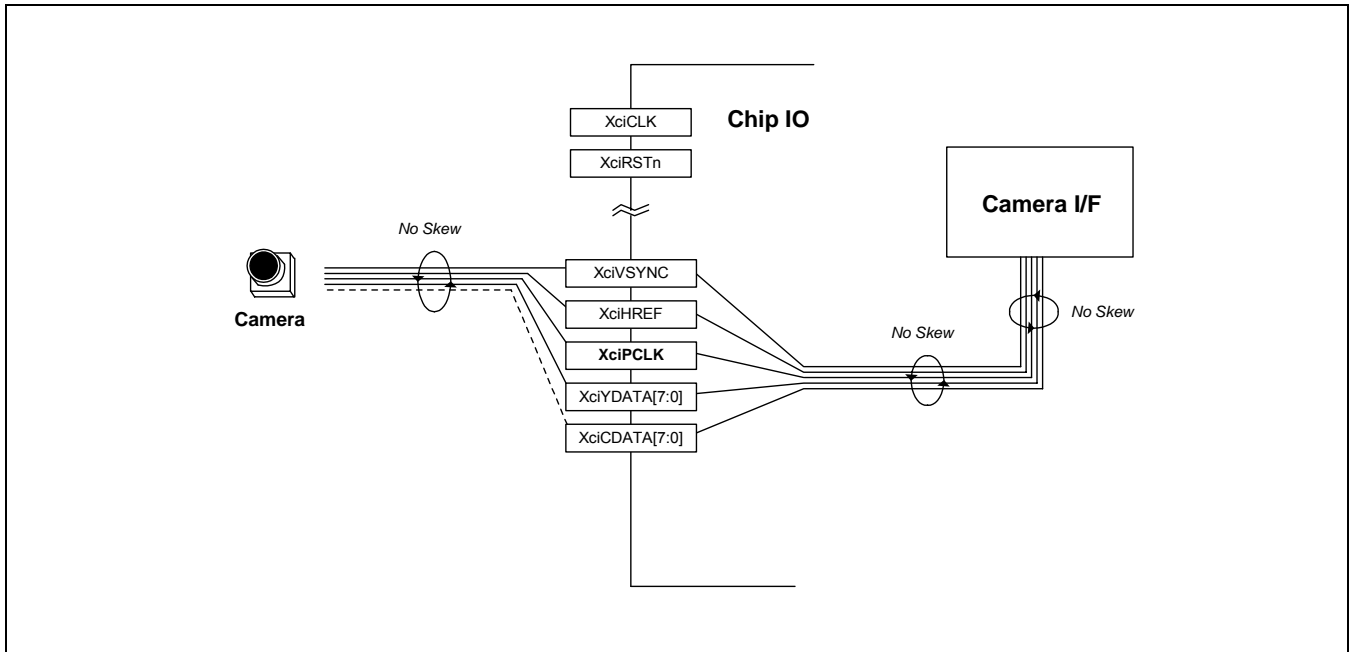 XciCLK
Chip IO
XciRSTn
Camera I/F
No Skew
XciVSYNC
Camera
XciHREF
No Skew
No Skew
XciPCLK
XciYDATA[7:0]
XciCDATA[7:0]